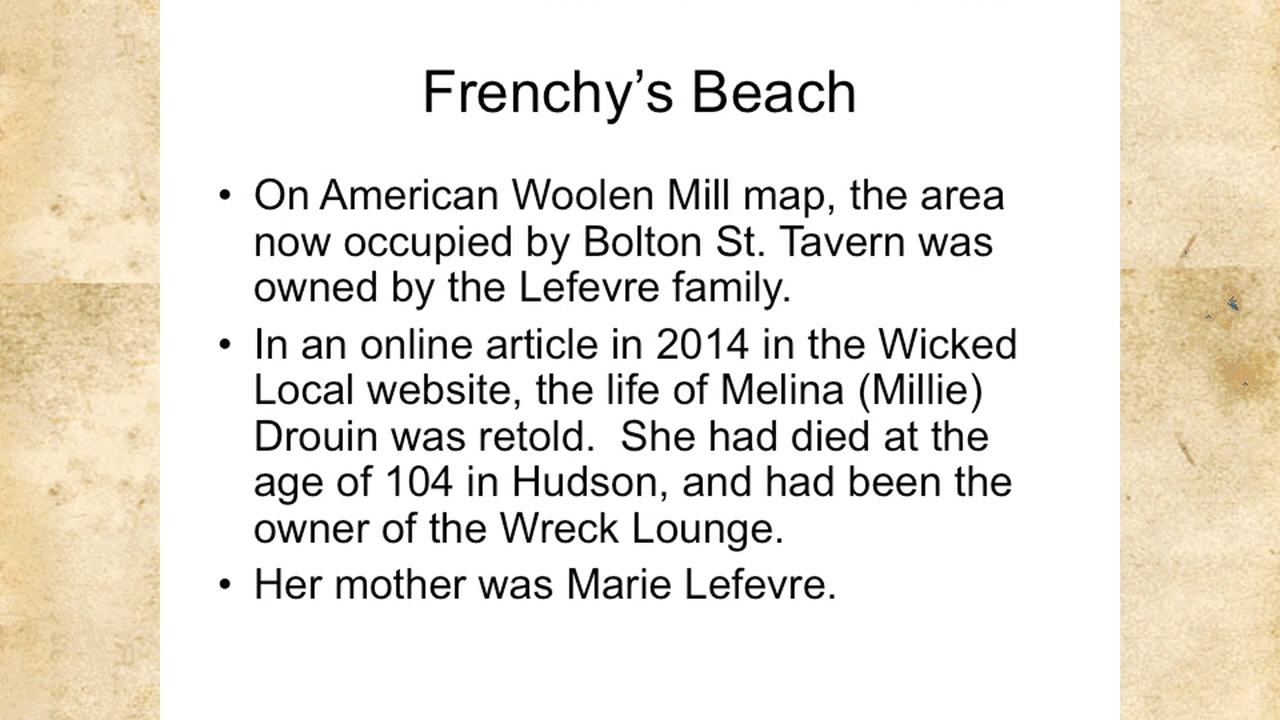 Frenchy’s Beach
• On American Woolen Mill map, the area
now occupied by Bolton St. Tavern was
owned by the Lefevre family.
• In an online article in 2014 in the Wicked
Local website, the life of Melina (Millie)
Drouin was retold.  She had died at the
age of 104 in Hudson, and had been the
owner of the Wreck Lounge.
• Her mother was Marie Lefevre.